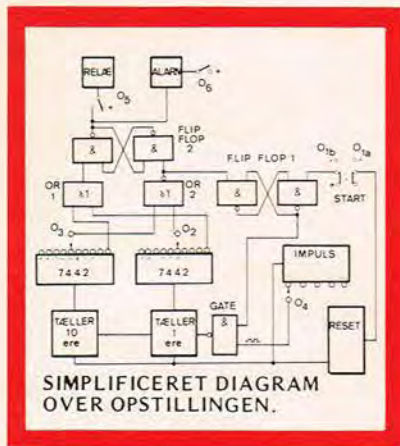 RELÆ
ALARM
O6
O5
FLIP
FLOP
2
&
&
FLIP FLOP 1
O1b O1a
&
&
START
OR
1
≥1
≥1
OR
2
O3
O2
7442
7442
IMPULS
O4
GATE
&
TÆLLER
10
ere
TÆLLER
1
ere
RESET
SIMPLIFICERET DIAGRAM
OVER OPSTILLINGEN.